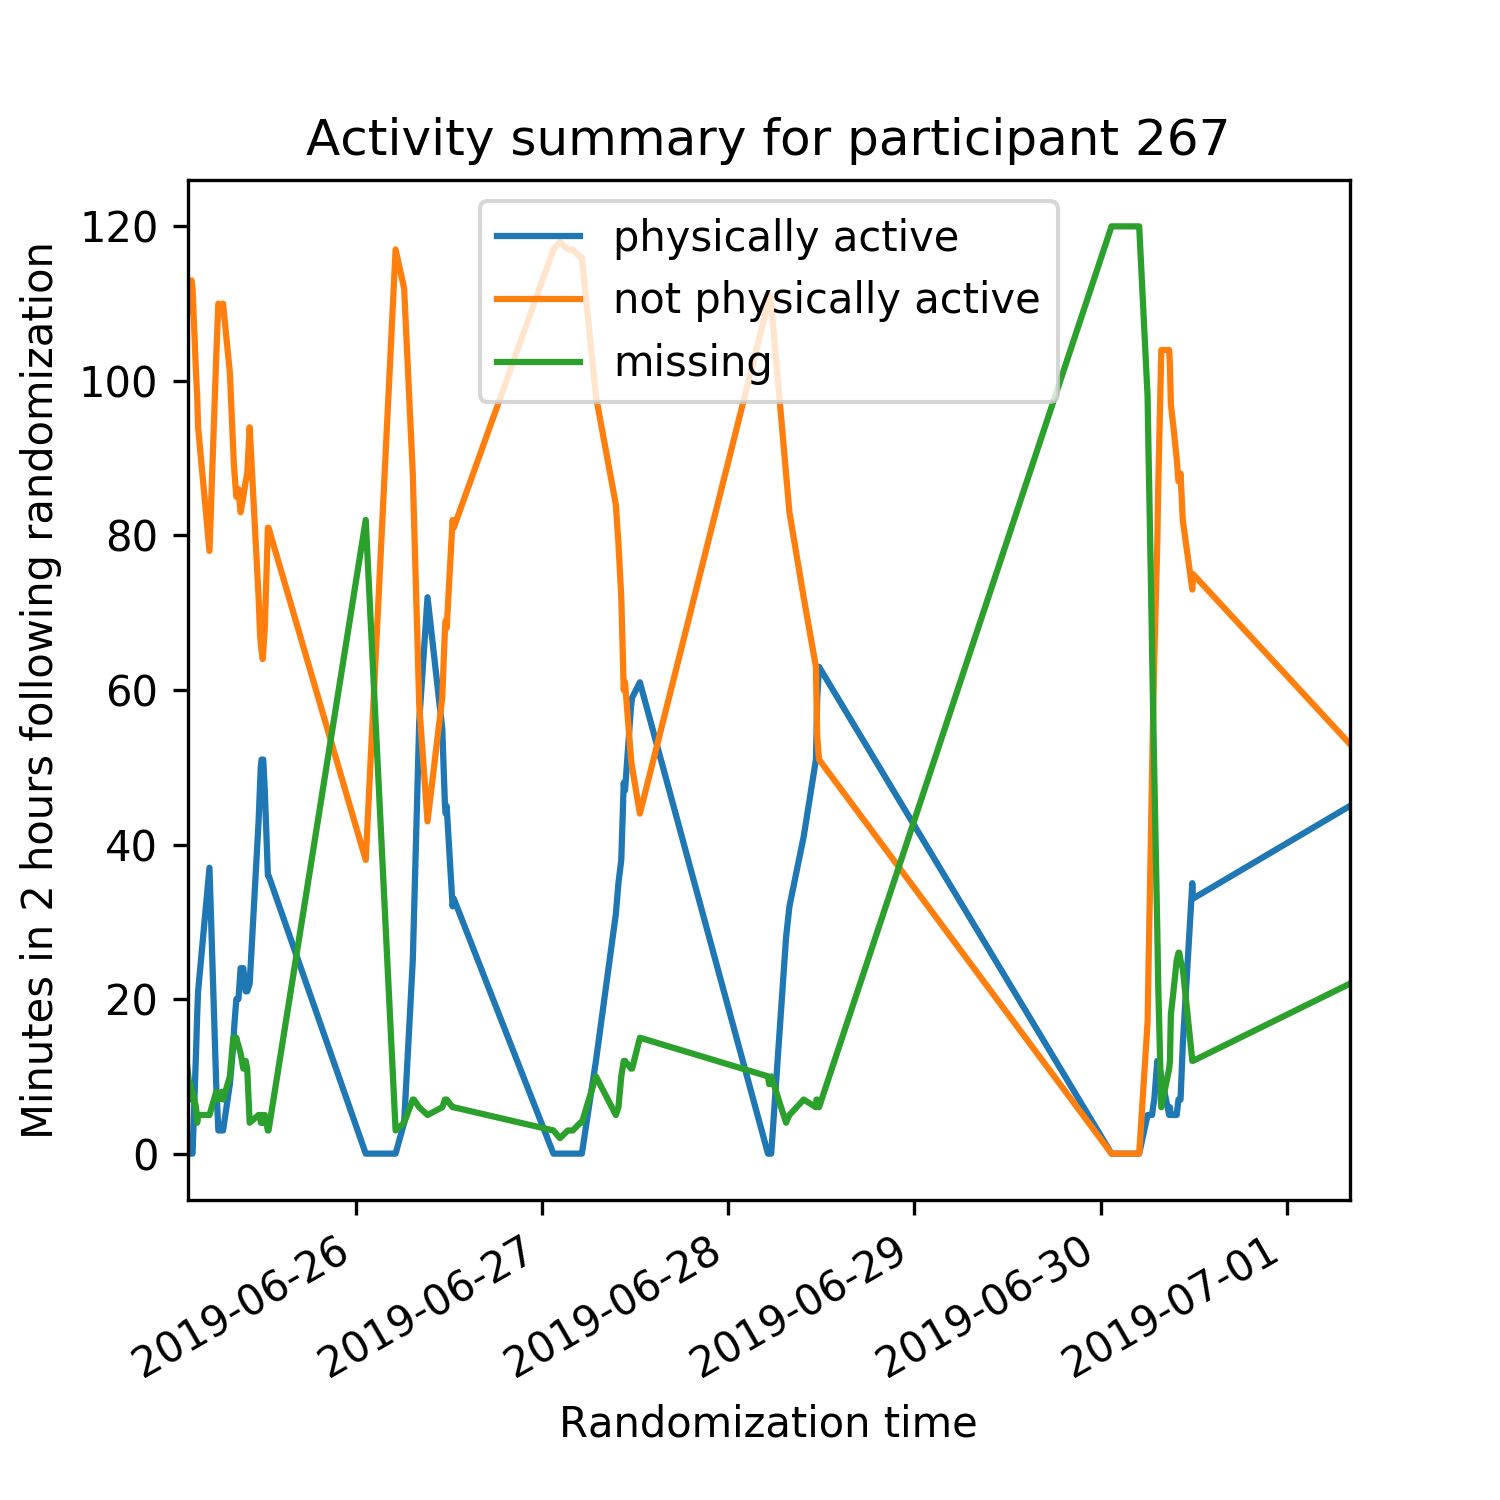 Activity summary for participant 267
120
100
80
60
40
20
0
Minutes in 2 hours following randomization
physically active
not physically active
missing
2019-06-26
2019-06-27
2019-06-28
2019-06-29
2019-06-30
2019-07-01
Randomization time